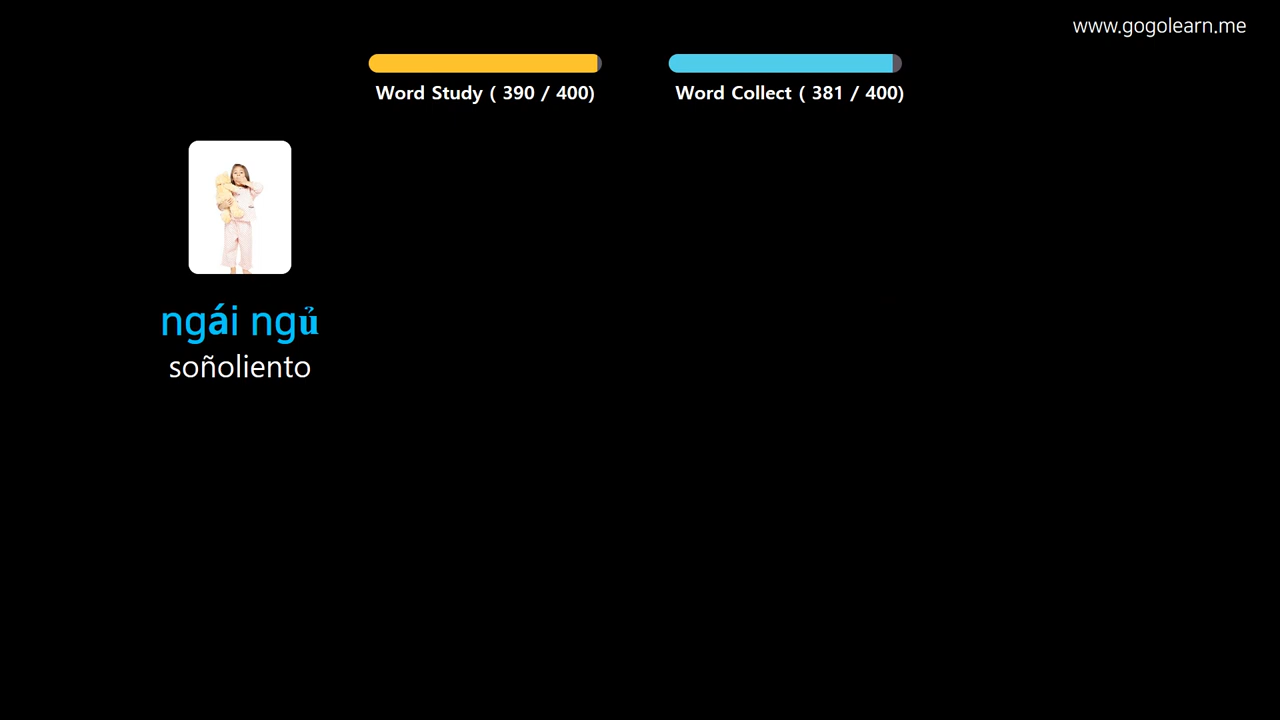 www.gogolearn.me
Word Study ( 390 / 400)
Word Collect ( 381 / 400)
ngái ngủ
soñoliento